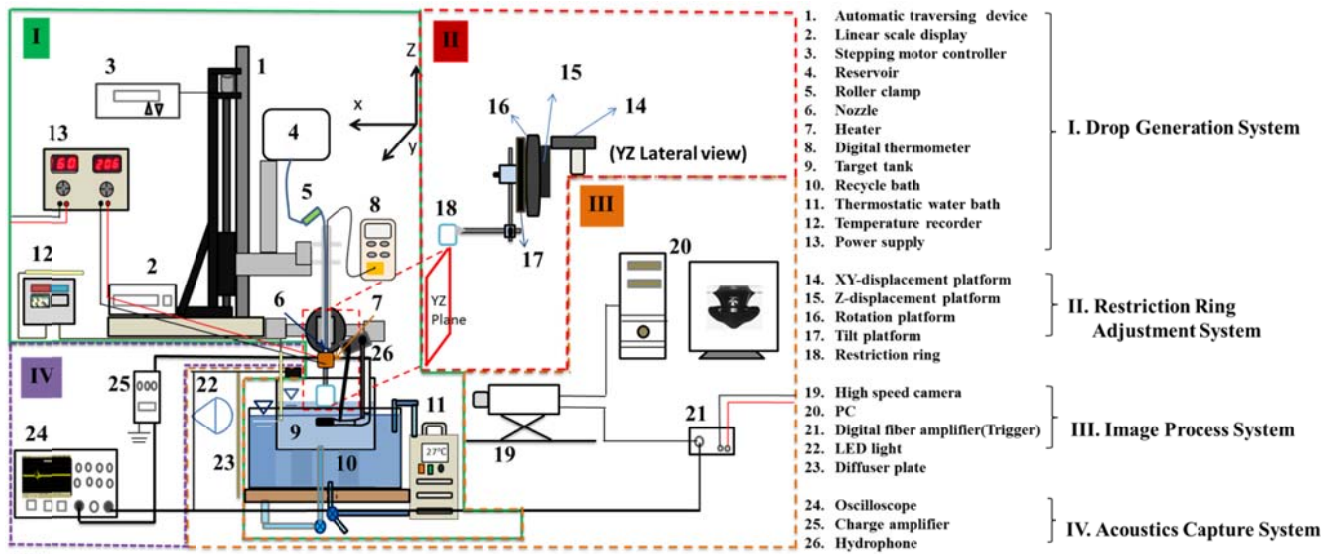 I
II
III
IV
3
1
Z
x
y
4
13
60
206
5
8
12
2
6
7
26
15
16
14
(YZ Lateral view)
18
17
YZ
Plane
20
25
22
24
23
9
10
11
27°C
19
21
1. Automatic traversing device
2. Linear scale display
3. Stepping motor controller
4. Reservoir
5. Roller clamp
6. Nozzle
7. Heater
8. Digital thermometer
9. Target tank
10. Recycle bath
11. Thermostatic water bath
12. Temperature recorder
13. Power supply
I. Drop Generation System
14. XY-displacement platform
15. Z-displacement platform
16. Rotation platform
17. Tilt platform
18. Restriction ring
II. Restriction Ring
Adjustment System
19. High speed camera
20. PC
21. Digital fiber amplifier(Trigger)
22. LED light
23. Diffuser plate
III. Image Process System
24. Oscilloscope
25. Charge amplifier
26. Hydrophone
IV. Acoustics Capture System